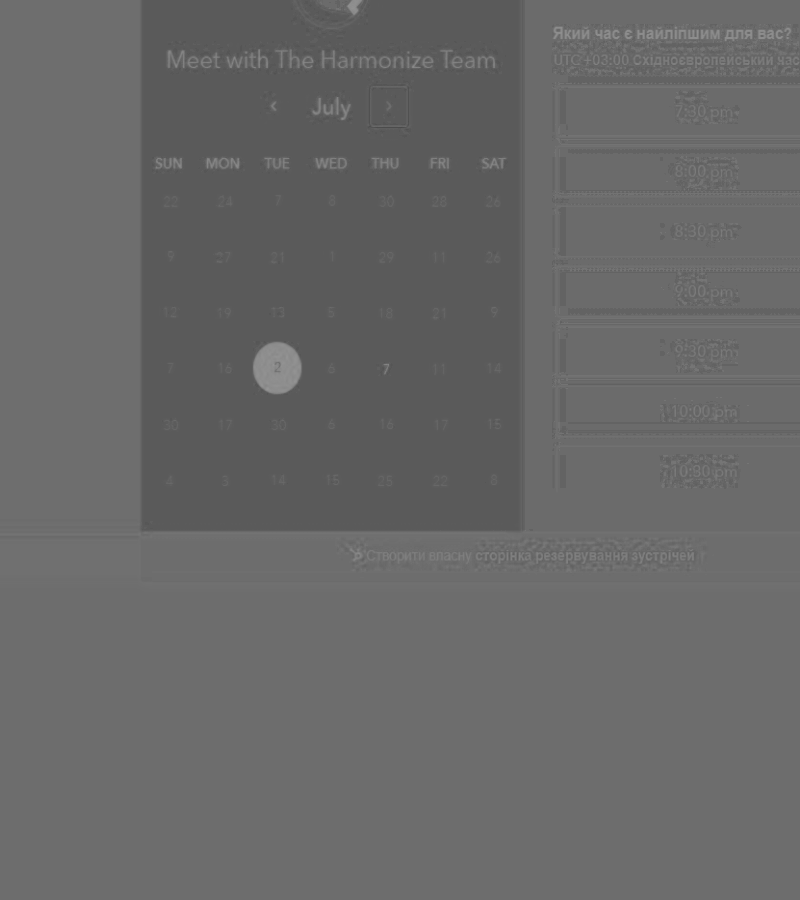 Meet with The Harmonize Team
‹ July ›
SUN MON TUE WED THU FRI SAT
22 24 7 8 30 28 26
9 27 21 1 29 11 26
12 19 13 5 18 21 9
7 16 2 6 7 11 14
30 17 30 6 16 17 15
4 3 14 15 25 22 8
Який час є найліпшим для вас?
UTC +03:00 Східноєвропейський час
7:30 pm
8:00 pm
8:30 pm
9:00 pm
9:30 pm
10:00 pm
10:30 pm
Створити власну сторінка резервування зустрічей